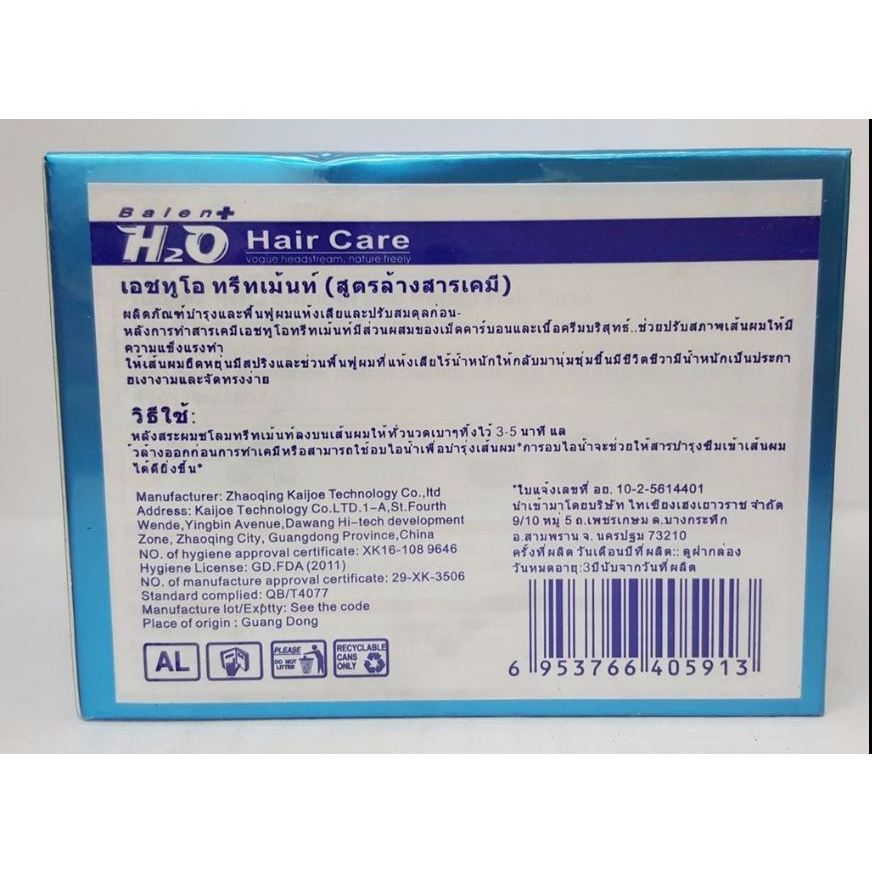 Balen+
H2O Hair Care
vogue headstream, nature freely
เอชทูโอ ทรีทเม้นท์ (สูตรล้างสารเคมี)
ผลิตภัณฑ์บำรุงและพื้นฟูผมแห้งเสียและปรับสมดุลก่อน-
หลังการทำสารเคมีเอชทูโอทรีทเม้นท์มีส่วนผสมของเม็ดคาร์บอนและเนื้อครีมบริสุทธ์..ช่วยปรับสภาพเส้นผมให้มี
ความแข็งแรงทำ
ให้เส้นผมยืดหยุ่นมีสปริงและช่วนพื้นฟูผมที่แห้งเสียไร้น้ำหนักให้กลับมานุ่มชุ่มขึ้นมีชีวิตชีวามีน้ำหนักเป็นประกา
ยเงางามและจัดทรงง่าย
วิธีใช้:
หลังสระผมชโลมทรีทเม้นท์ลงบนเส้นผมให้ทั่วนวดเบาๆทิ้งไว้ 3-5 นาที แล
้วล้างออกก่อนการทำเคมีหรือสามารถใช้อบไอน้ำเพื่อบำรุงเส้นผม*การอบไอน้ำจะช่วยให้สารบำรุงซึมเข้าเส้นผม
ได้ดียิ่งขึ้น*
Manufacturer: Zhaoqing Kaijoe Technology Co.,ltd
Address: Kaijoe Technology Co.LTD.1-A,St.Fourth
Wende,Yingbin Avenue,Dawang Hi-tech development
Zone, Zhaoqing City, Guangdong Province,China
NO. of hygiene approval certificate: XK16-108 9646
Hygiene License: GD.FDA (2011)
NO. of manufacture approval certificate: 29-XK-3506
Standard complied: QB/T4077
Manufacture lot/Exptty: See the code
Place of origin : Guang Dong
AL
PLEASE
DO NOT
LITTER
RECYCLABLE
CANS
ONLY
*ใบแจ้งเลขที่ อย. 10-2-5614401
นำเข้ามาโดยบริษัท ไทเชียงเฮงเยาวราช จำกัด
9/10 หมู่ 5 ถ.เพชรเกษม ต.บางกระทึก
อ.สามพราน จ. นครปฐม 73210
ครั้งที่ผลิต วันเดือนปีที่ผลิต:: ดูฝากล่อง
วันหมดอายุ:3ปีนับจากวันที่ผลิต
6 953766 405913